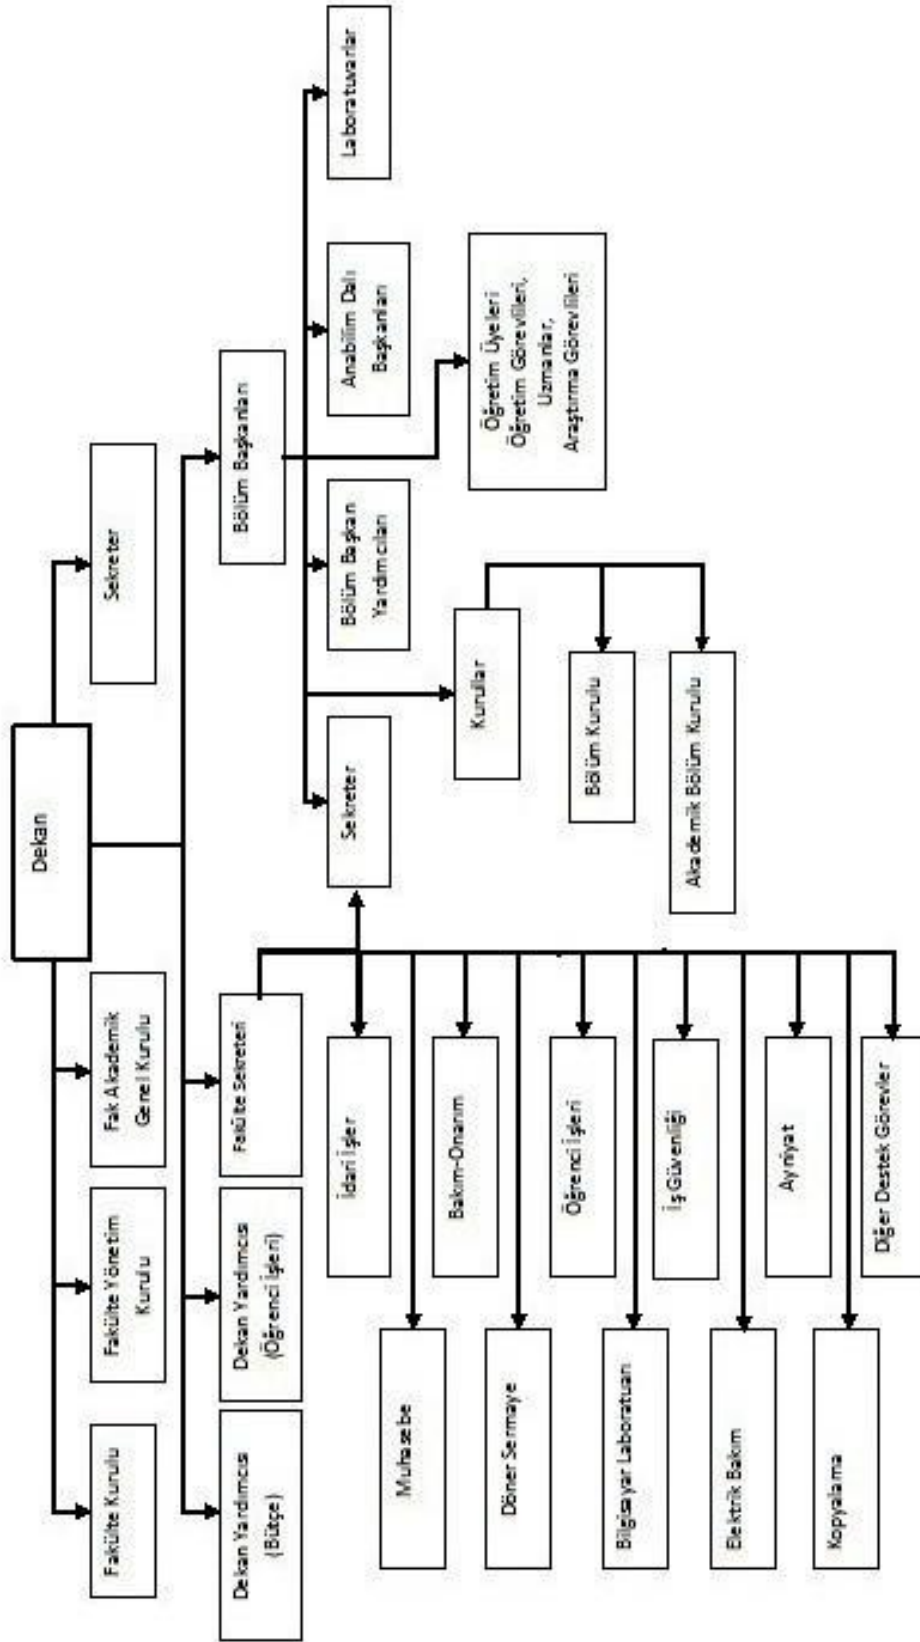 Dekan
Fakülte Kurulu
Fakülte Yönetim
Kurulu
Fak Akademik
Genel Kurulu
Sekreter
Dekan Yardımcısı
(Bütçe)
Dekan Yardımcısı
(Öğrenci İşleri)
Fakülte Sekreteri
Bölüm Başkanları
Sekreter
Bölüm Başkan
Yardımcıları
Anabilim Dalı
Başkanları
Laboratuvarlar
Kurullar
Öğretim Üyeleri
Öğretim Görevlileri,
Uzmanlar,
Araştırma Görevlileri
Bölüm Kurulu
Akademik Bölüm Kurulu
İdari İşler
Muhasebe
Bakım-Onarım
Döner Sermaye
Öğrenci İşleri
Bilgisayar Laboratuarı
İş Güvenliği
Elektrik Bakım
Ayniyat
Kopyalama
Diğer Destek Görevler